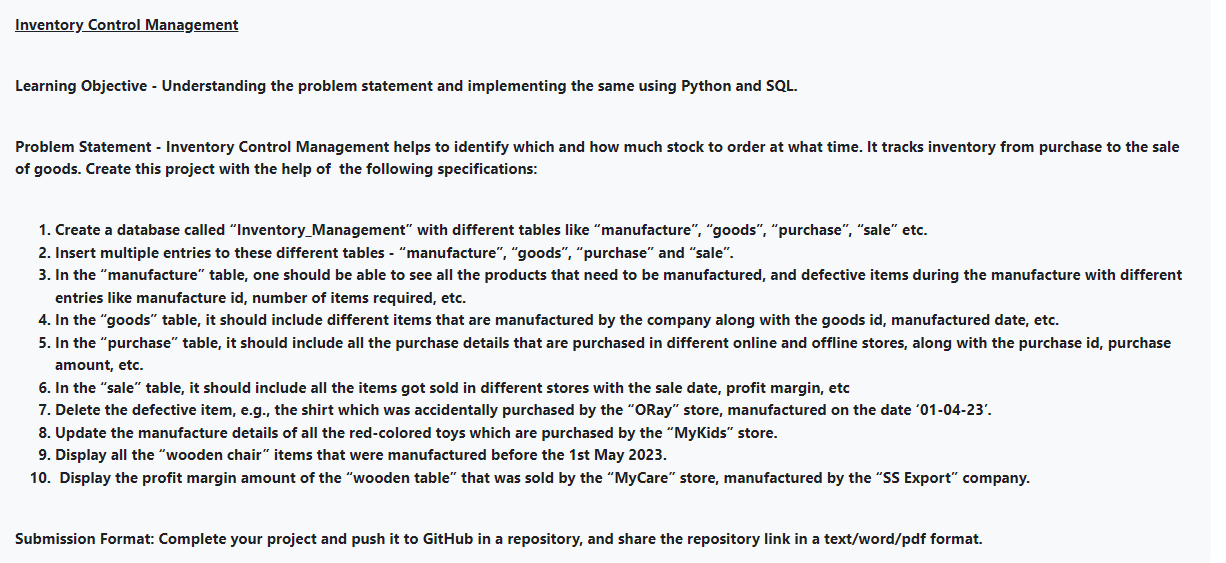 Inventory Control Management
Learning Objective - Understanding the problem statement and implementing the same using Python and SQL.
Problem Statement - Inventory Control Management helps to identify which and how much stock to order at what time. It tracks inventory from purchase to the sale
of goods. Create this project with the help of  the following specifications:
1. Create a database called “Inventory_Management” with different tables like “manufacture”, “goods”, “purchase”, “sale” etc.
2. Insert multiple entries to these different tables - “manufacture”, “goods”, “purchase” and “sale”.
3. In the “manufacture” table, one should be able to see all the products that need to be manufactured, and defective items during the manufacture with different
entries like manufacture id, number of items required, etc.
4. In the “goods” table, it should include different items that are manufactured by the company along with the goods id, manufactured date, etc.
5. In the “purchase” table, it should include all the purchase details that are purchased in different online and offline stores, along with the purchase id, purchase
amount, etc.
6. In the “sale” table, it should include all the items got sold in different stores with the sale date, profit margin, etc
7. Delete the defective item, e.g., the shirt which was accidentally purchased by the “ORay” store, manufactured on the date ‘01-04-23’.
8. Update the manufacture details of all the red-colored toys which are purchased by the “MyKids” store.
9. Display all the “wooden chair” items that were manufactured before the 1st May 2023.
10. Display the profit margin amount of the “wooden table” that was sold by the “MyCare” store, manufactured by the “SS Export” company.
Submission Format: Complete your project and push it to GitHub in a repository, and share the repository link in a text/word/pdf format.